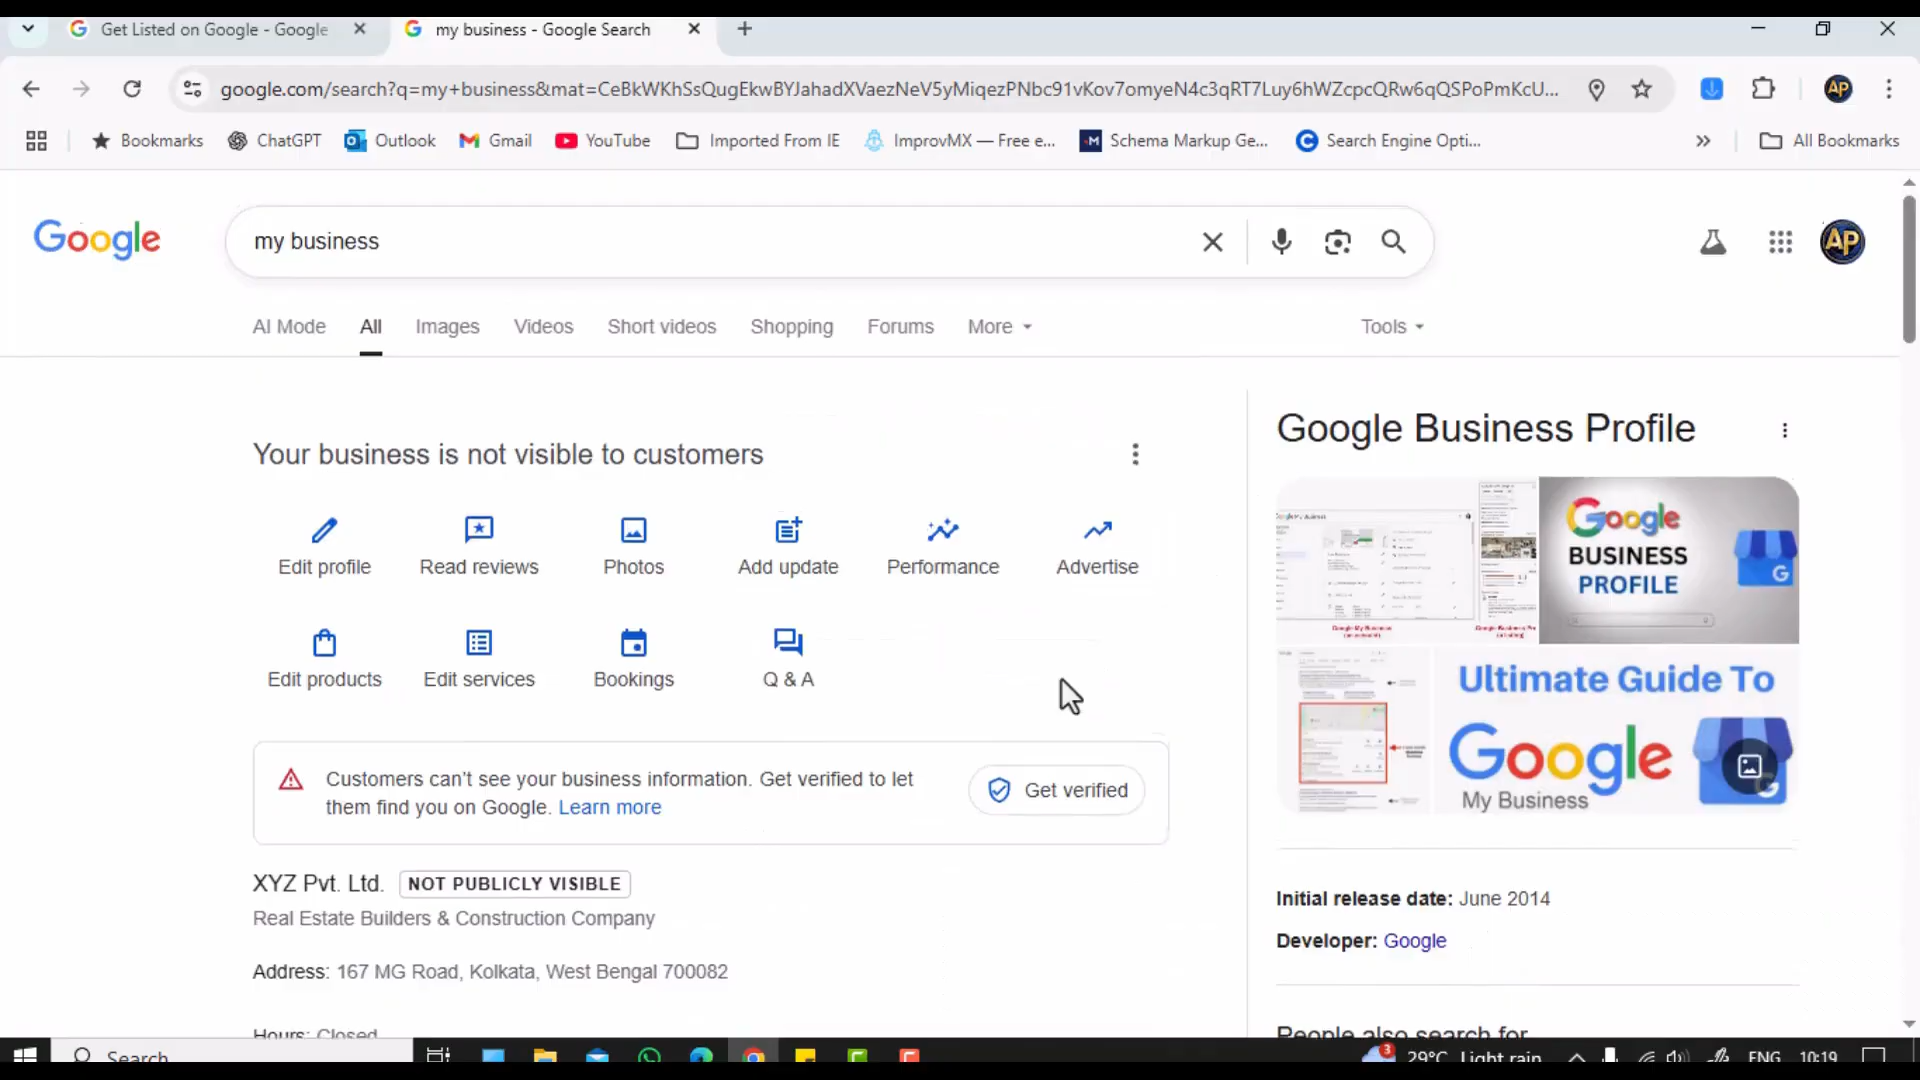 Get Listed on Google - Google
my business - Google Search
google.com/search?q=my+business&mat=CeBkWKhSsQugEkwBYJahadXVaezNeV5yMiqezPNbc91vKov7omyeN4c3qRT7Luy6hWZcpcQRw6qQSPoPmKcU...
Bookmarks
ChatGPT
Outlook
Gmail
YouTube
Imported From IE
ImprovMX — Free e...
Schema Markup Ge...
Search Engine Opti...
All Bookmarks
Google
my business
AP
AI Mode
All
Images
Videos
Short videos
Shopping
Forums
More
Tools
Your business is not visible to customers
Edit profile
Read reviews
Photos
Add update
Performance
Advertise
Edit products
Edit services
Bookings
Q & A
Customers can't see your business information. Get verified to let
them find you on Google. Learn more
Get verified
XYZ Pvt. Ltd.
NOT PUBLICLY VISIBLE
Real Estate Builders & Construction Company
Address: 167 MG Road, Kolkata, West Bengal 700082
Hours: Closed
Google Business Profile
Google
BUSINESS
PROFILE
Ultimate Guide To
Google
My Business
Initial release date: June 2014
Developer: Google
People also search for
Search
3
29°C Light rain
ENG
10:19